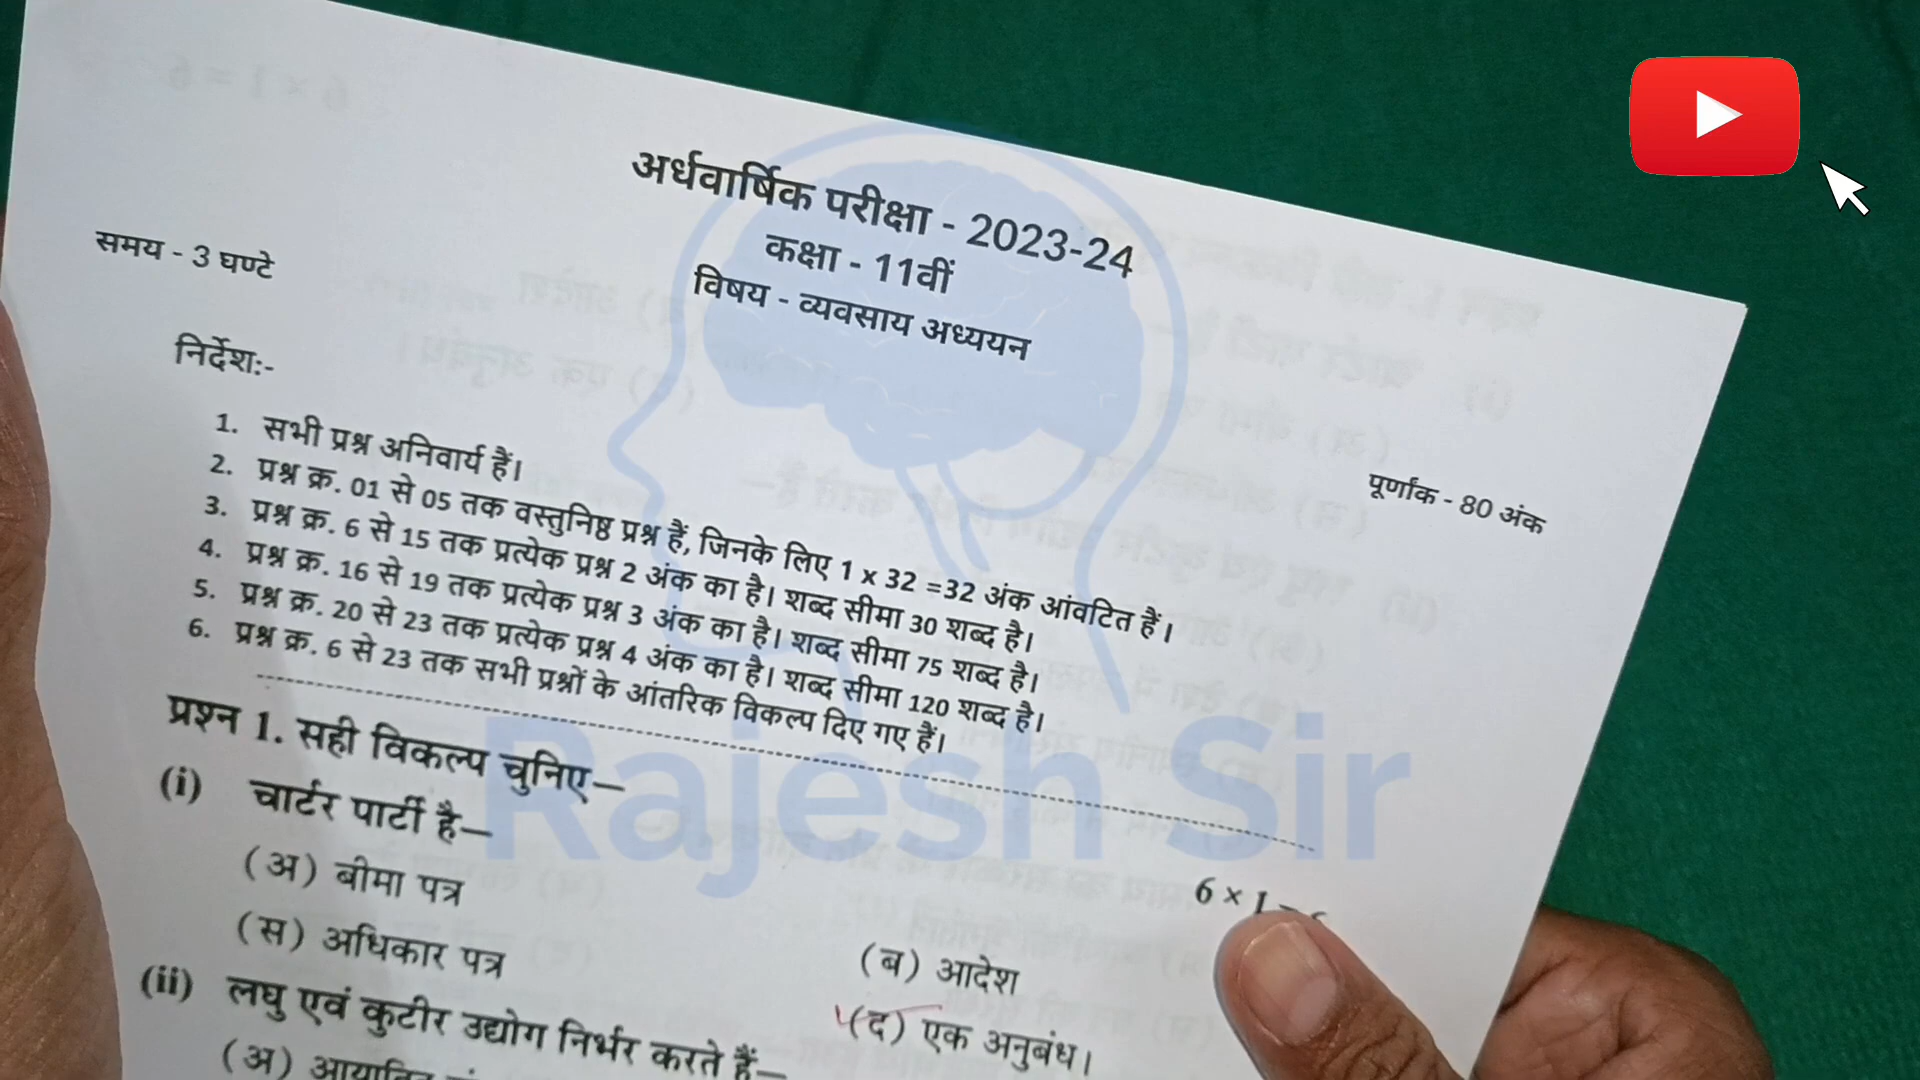 अर्धवार्षिक परीक्षा - 2023-24
कक्षा - 11वीं
विषय - व्यवसाय अध्ययन
समय - 3 घण्टे
पूर्णांक - 80 अंक
निर्देश:-
1. सभी प्रश्न अनिवार्य हैं।
2. प्रश्न क्र. 01 से 05 तक वस्तुनिष्ठ प्रश्न हैं, जिनके लिए 1 x 32 =32 अंक आंवटित हैं।
3. प्रश्न क्र. 6 से 15 तक प्रत्येक प्रश्न 2 अंक का है। शब्द सीमा 30 शब्द है।
4. प्रश्न क्र. 16 से 19 तक प्रत्येक प्रश्न 3 अंक का है। शब्द सीमा 75 शब्द है।
5. प्रश्न क्र. 20 से 23 तक प्रत्येक प्रश्न 4 अंक का है। शब्द सीमा 120 शब्द है।
6. प्रश्न क्र. 6 से 23 तक सभी प्रश्नों के आंतरिक विकल्प दिए गए हैं।
प्रश्न 1. सही विकल्प चुनिए—
6 × 1 =
(i) चार्टर पार्टी है—
(अ) बीमा पत्र
(ब) आदेश
(स) अधिकार पत्र
(द) एक अनुबंध।
(ii) लघु एवं कुटीर उद्योग निर्भर करते हैं—
(अ)
Rajesh Sir